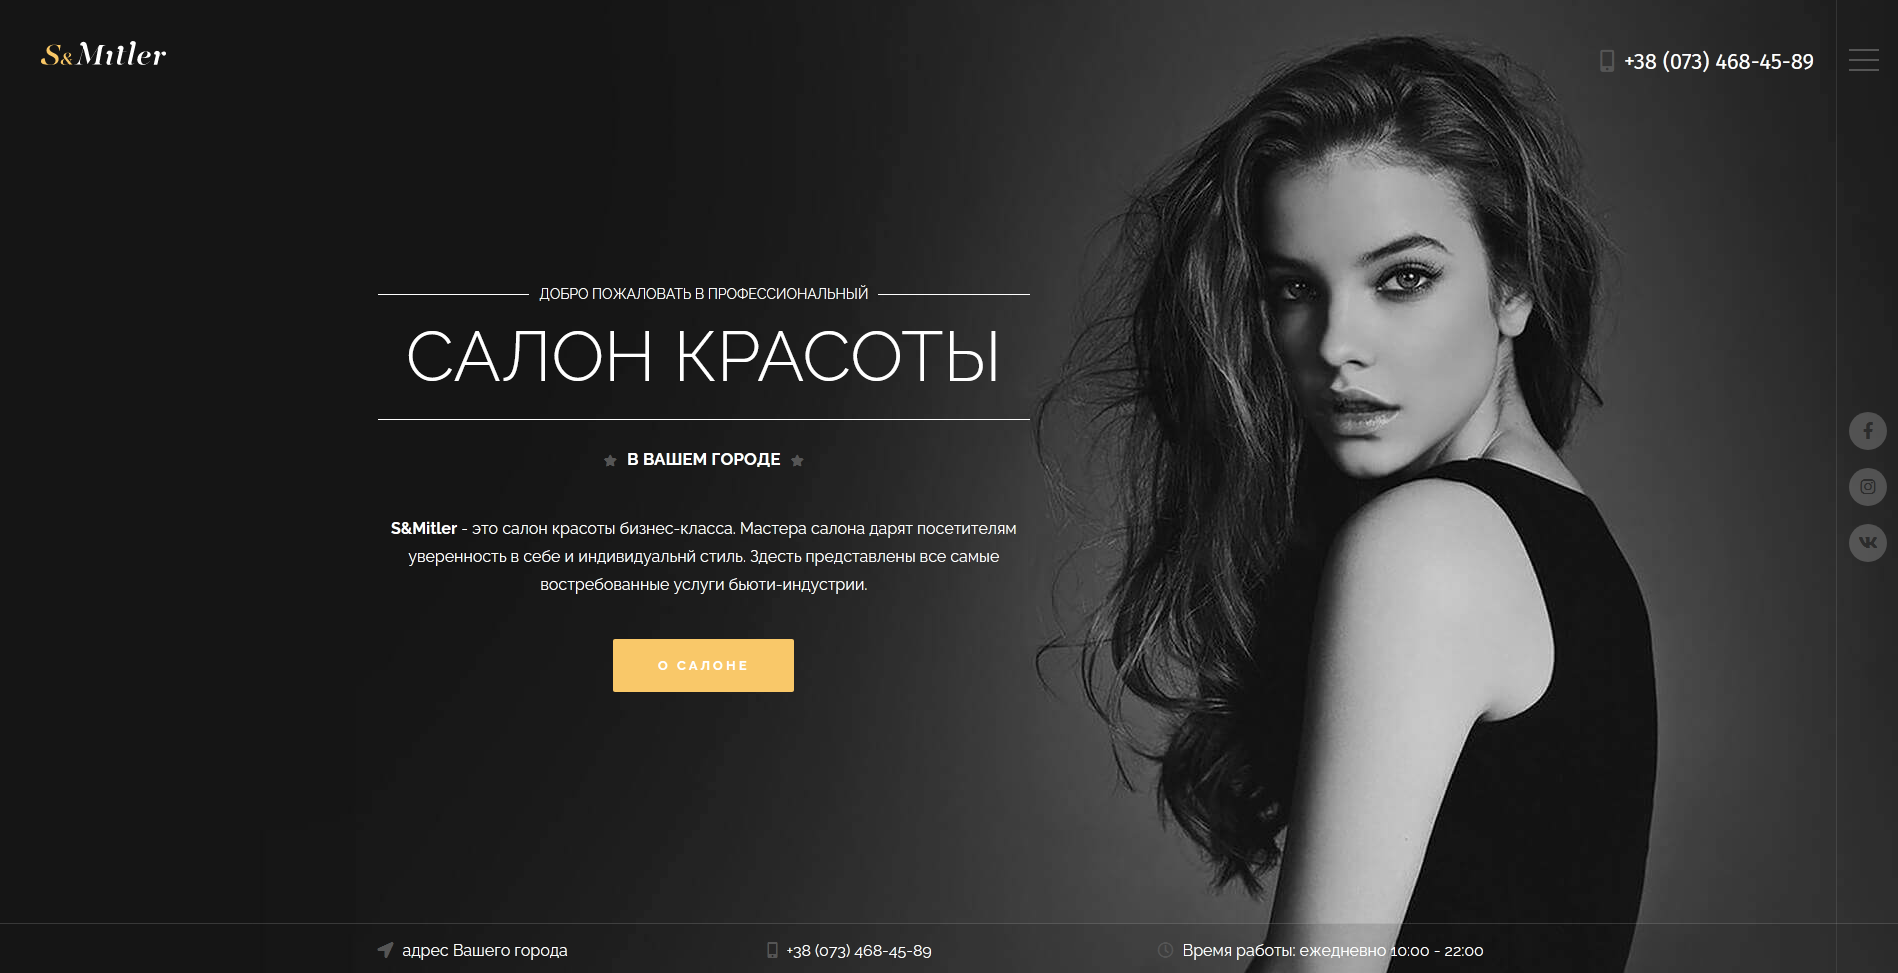 S&Mitler
+38 (073) 468-45-89
ДОБРО ПОЖАЛОВАТЬ В ПРОФЕССИОНАЛЬНЫЙ
САЛОН КРАСОТЫ
В ВАШЕМ ГОРОДЕ
S&Mitler - это салон красоты бизнес-класса. Мастера салона дарят посетителям
уверенность в себе и индивидуальнй стиль. Здесть представлены все самые
востребованные услуги бьюти-индустрии.
О САЛОНЕ
адрес Вашего города
+38 (073) 468-45-89
Время работы: ежедневно 10:00 - 22:00